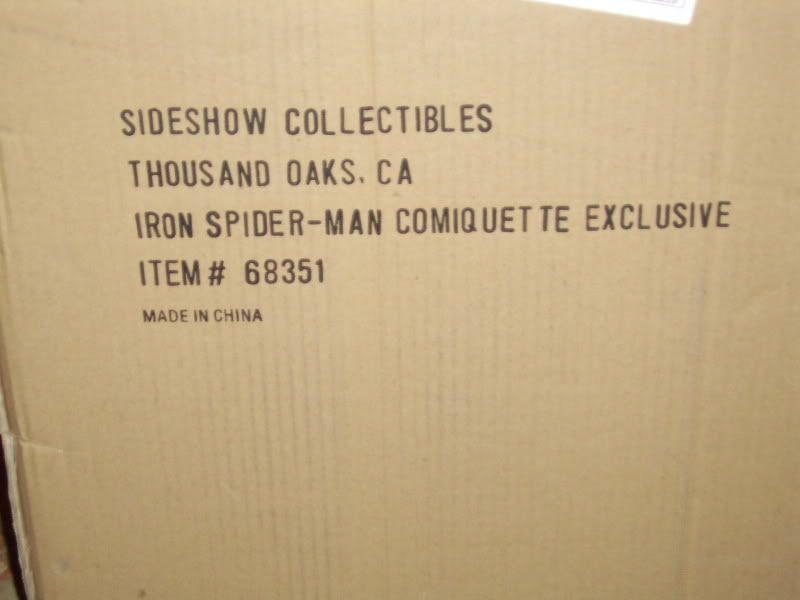 SIDESHOW COLLECTIBLES
THOUSAND OAKS, CA
IRON SPIDER-MAN COMIQUETTE EXCLUSIVE
ITEM# 68351
MADE IN CHINA